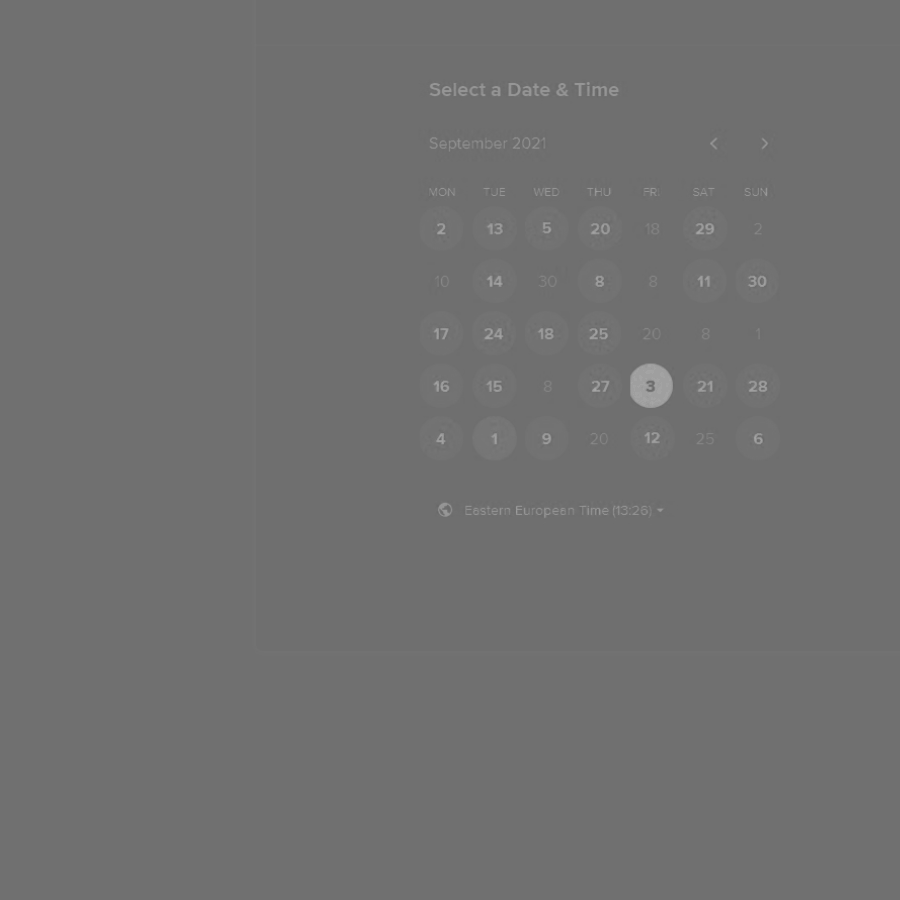 Select a Date & Time
September 2021
MON TUE WED THU FRI SAT SUN
2 13 5 20 18 29 2
10 14 30 8 8 11 30
17 24 18 25 20 8 1
16 15 8 27 3 21 28
4 1 9 20 12 25 6
Eastern European Time (13:26)